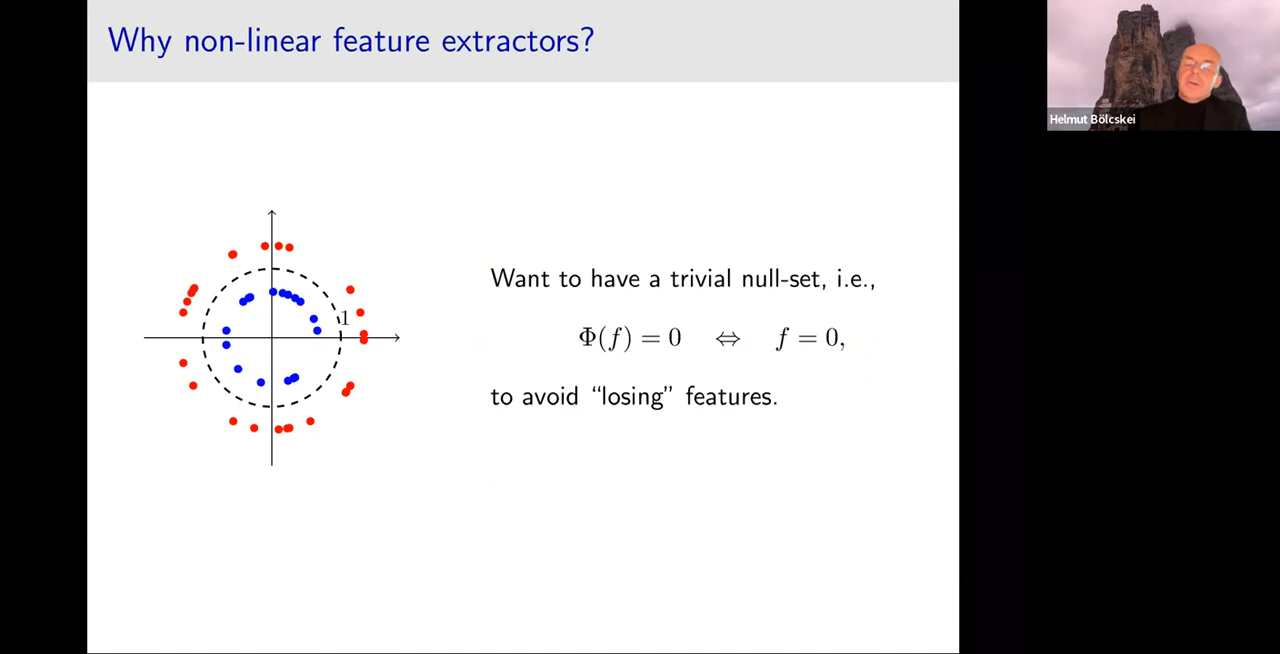 Why non-linear feature extractors?
Helmut Bölcskei
1
Want to have a trivial null-set, i.e.,
Φ(f) = 0 ⇔ f = 0,
to avoid “losing” features.